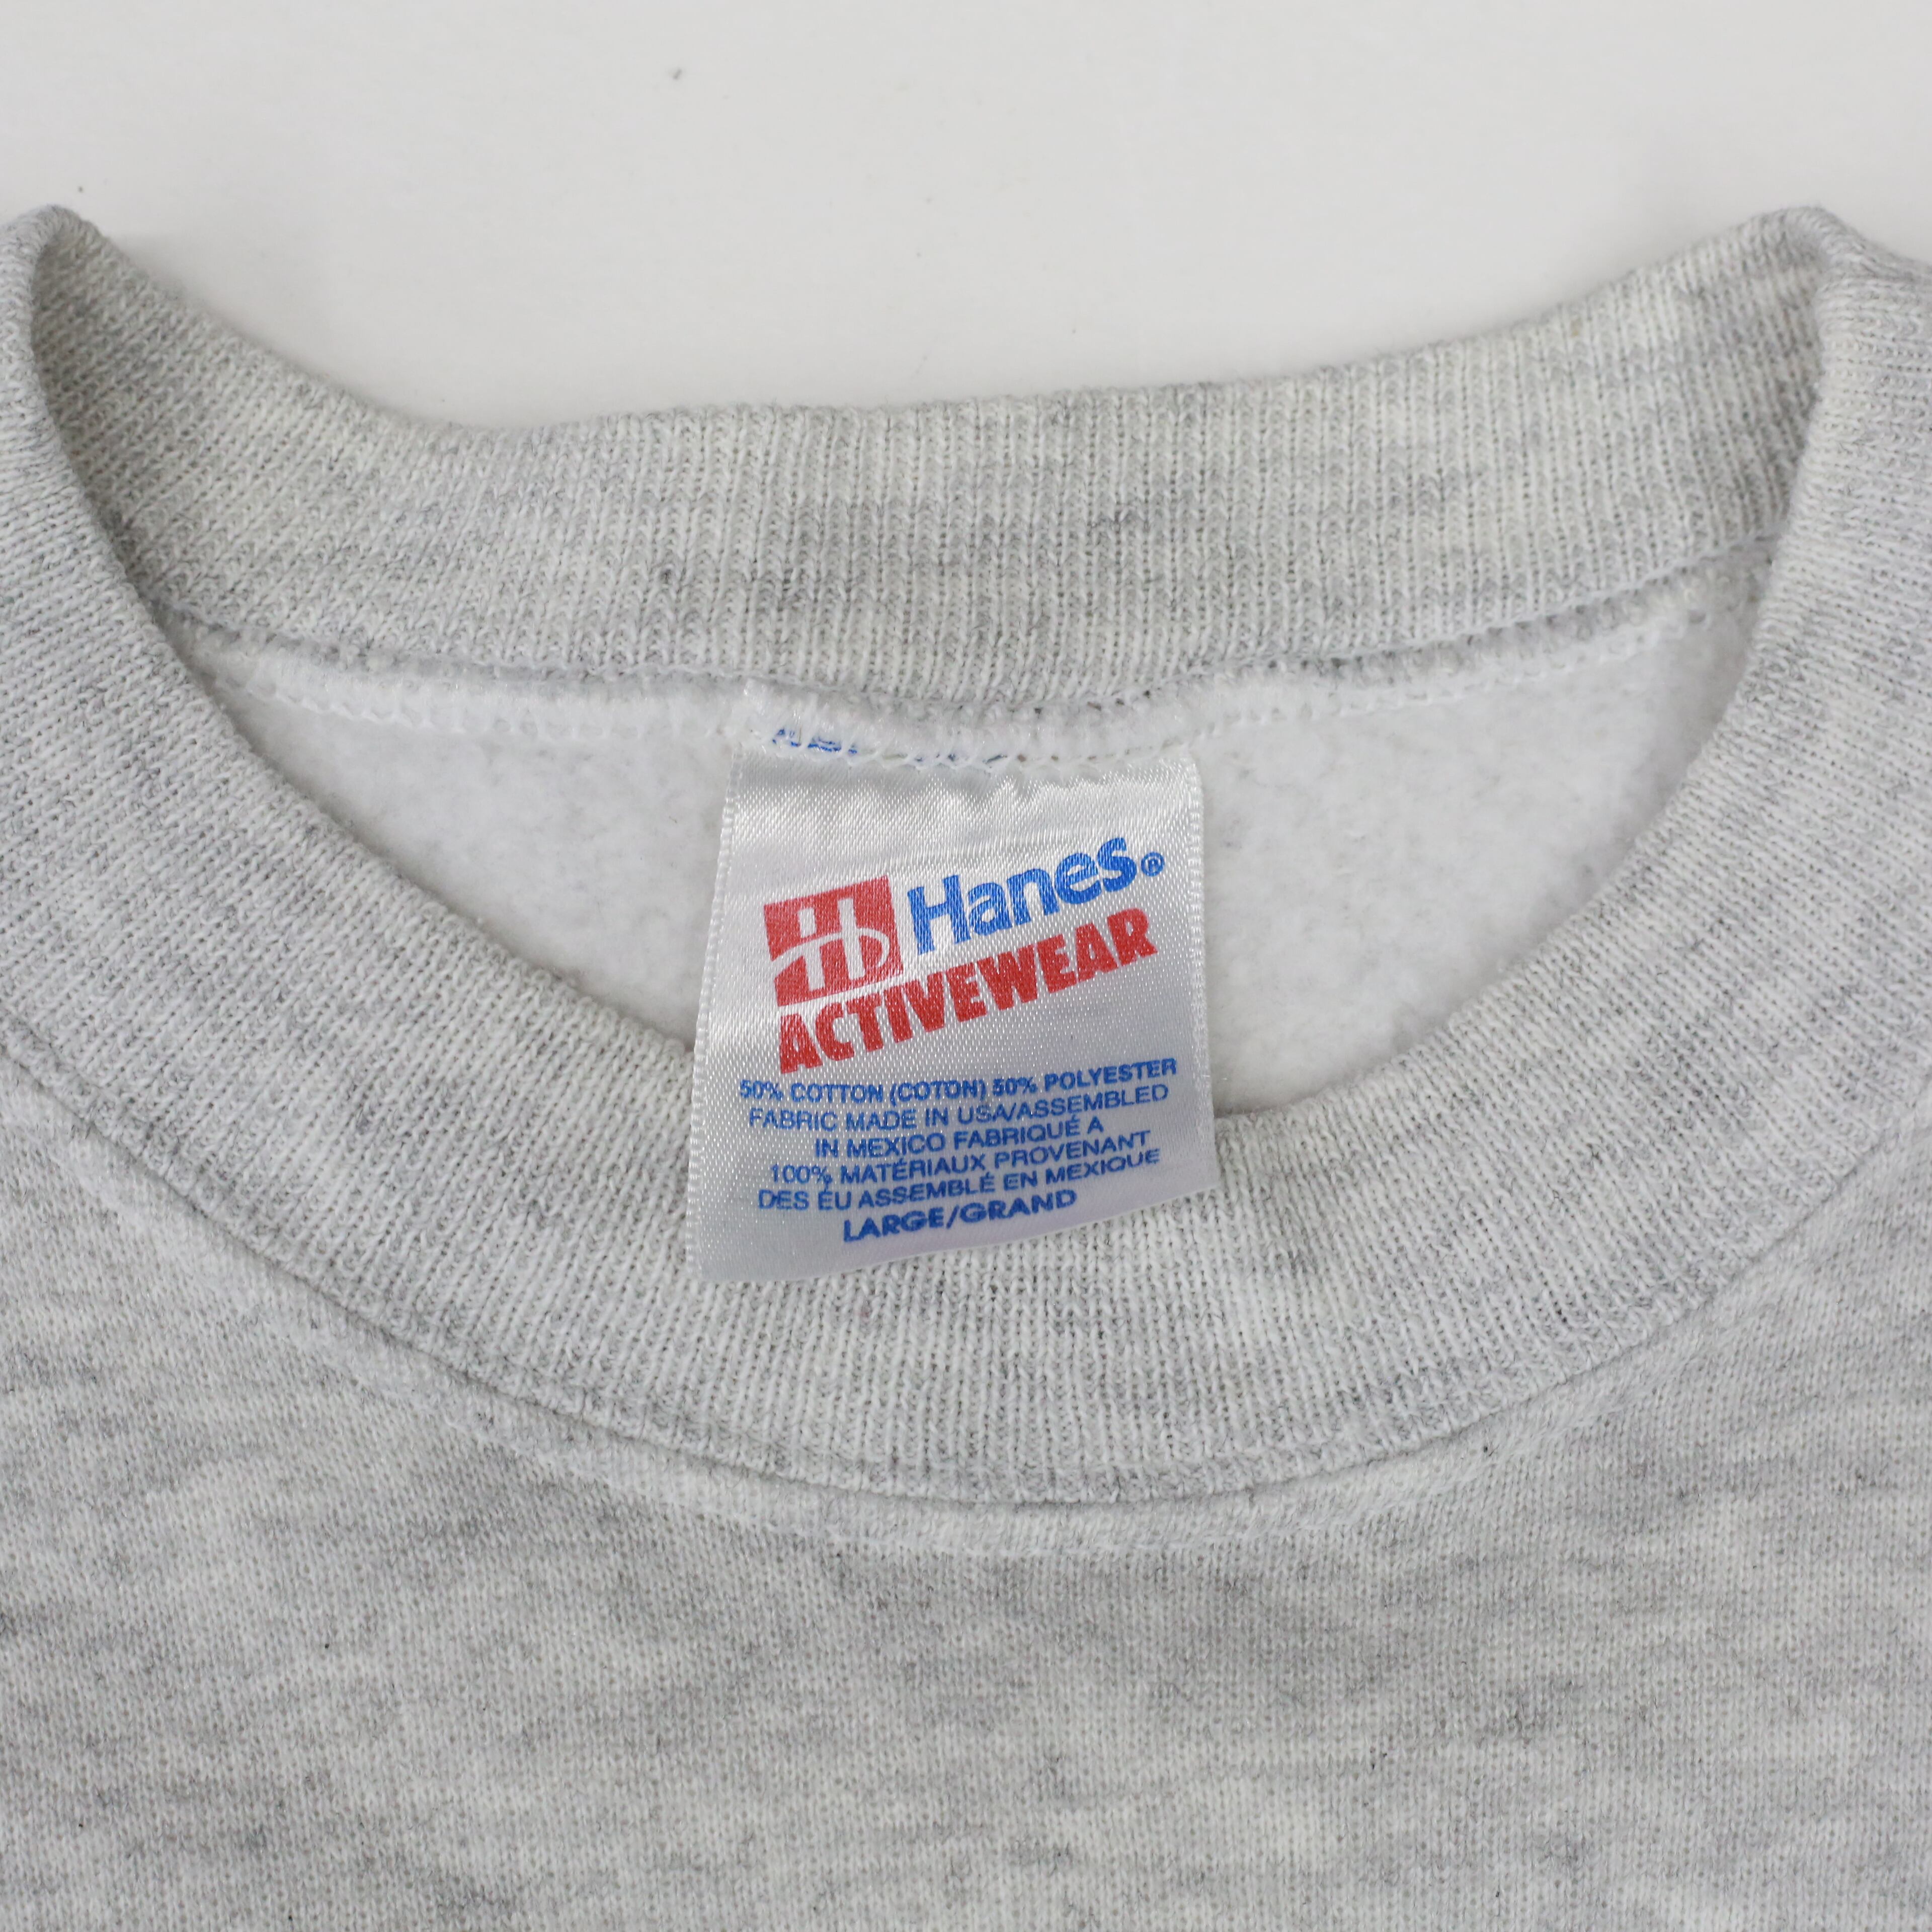 Hanes®
ACTIVEWEAR
50% COTTON (COTON) 50% POLYESTER
FABRIC MADE IN USA/ASSEMBLED
IN MEXICO FABRIQUÉ À
100% MATÉRIAUX PROVENANT
DES ÉU ASSEMBLÉ EN MEXIQUE
LARGE/GRAND